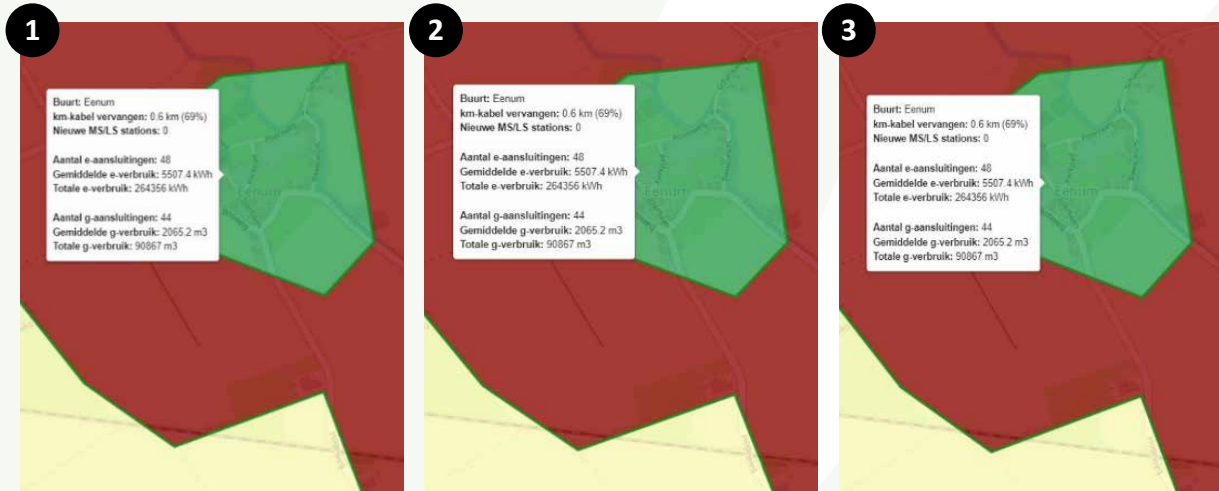 1
Buurt: Eenum
km-kabel vervangen: 0.6 km (69%)
Nieuwe MS/LS stations: 0
Aantal e-aansluitingen: 48
Gemiddelde e-verbruik: 5507.4 kWh
Totale e-verbruik: 264356 kWh
Aantal g-aansluitingen: 44
Gemiddelde g-verbruik: 2065.2 m3
Totale g-verbruik: 90867 m3
Eenum
2
Buurt: Eenum
km-kabel vervangen: 0.6 km (69%)
Nieuwe MS/LS stations: 0
Aantal e-aansluitingen: 48
Gemiddelde e-verbruik: 5507.4 kWh
Totale e-verbruik: 264356 kWh
Aantal g-aansluitingen: 44
Gemiddelde g-verbruik: 2065.2 m3
Totale g-verbruik: 90867 m3
Eenum
3
Buurt: Eenum
km-kabel vervangen: 0.6 km (69%)
Nieuwe MS/LS stations: 0
Aantal e-aansluitingen: 48
Gemiddelde e-verbruik: 5507.4 kWh
Totale e-verbruik: 264356 kWh
Aantal g-aansluitingen: 44
Gemiddelde g-verbruik: 2065.2 m3
Totale g-verbruik: 90867 m3
Eenum